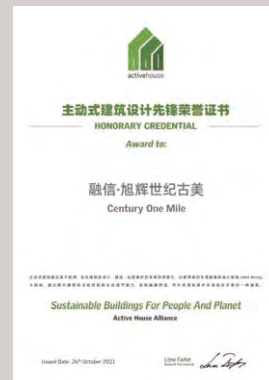 activehouse
主动式建筑设计先锋荣誉证书
HONORARY CREDENTIAL
Award to:
融信·旭辉世纪古美
Century One Mile
Sustainable Buildings For People And Planet
Active House Alliance
Issued Date: 26th October 2021